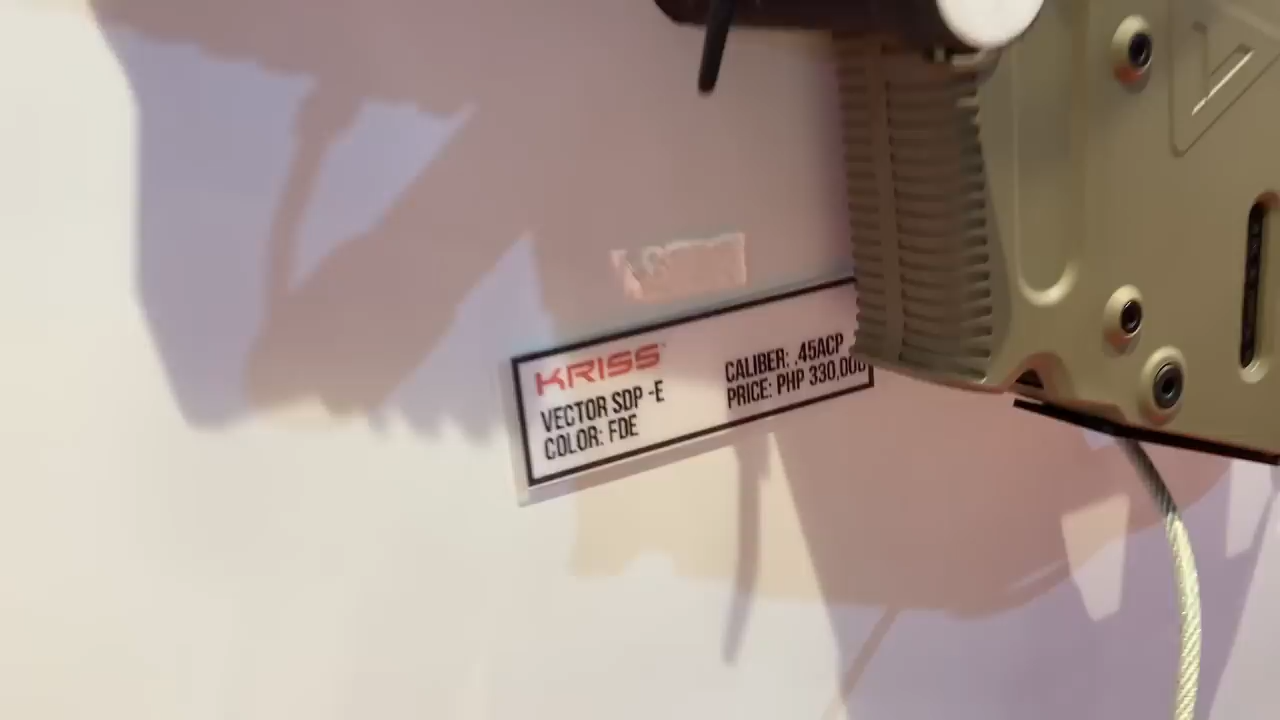 KRISS
VECTOR SDP -E
COLOR: FDE
CALIBER: .45ACP
PRICE: PHP 330,000